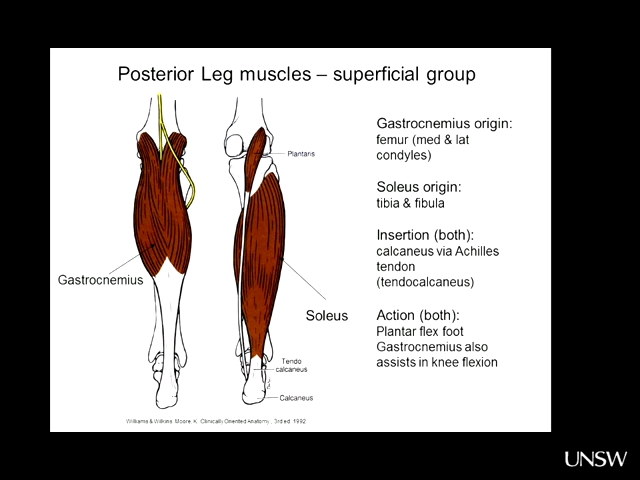 Posterior Leg muscles – superficial group
Gastrocnemius origin:
femur (med & lat
condyles)
Soleus origin:
tibia & fibula
Insertion (both):
calcaneus via Achilles
tendon
(tendocalcaneus)
Action (both):
Plantar flex foot
Gastrocnemius also
assists in knee flexion
Plantaris
Gastrocnemius
Soleus
Tendo
calcaneus
Calcaneus
Williams & Wilkins. Moore, K. Clinically Oriented Anatomy , 3rd ed. 1992
UNSW